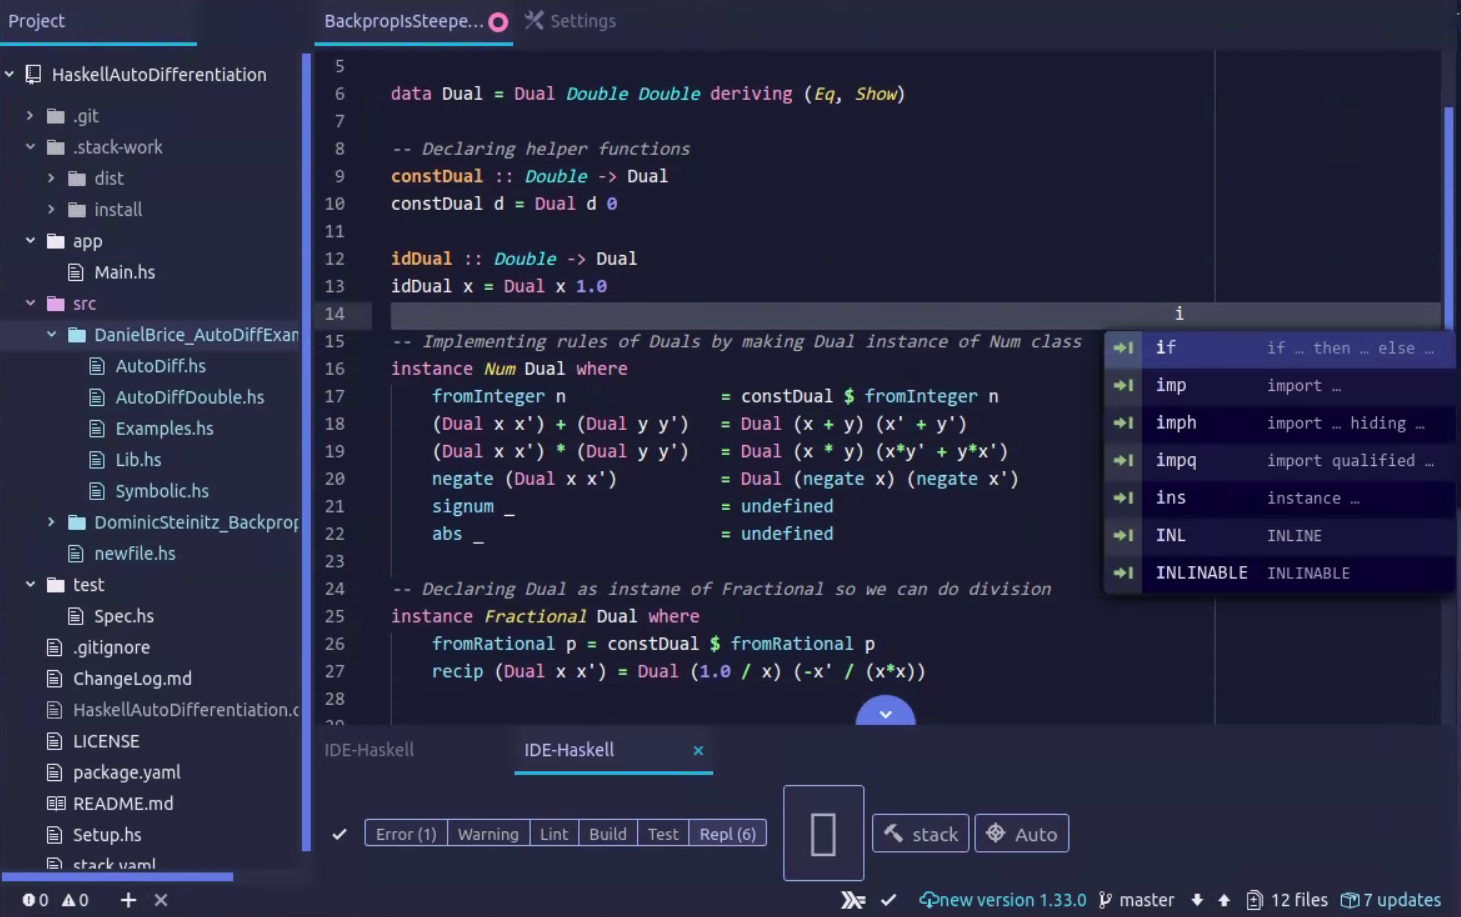 Project
BackpropIsSteepe...
Settings
HaskellAutoDifferentiation
.git
.stack-work
dist
install
app
Main.hs
src
DanielBrice_AutoDiffExam
AutoDiff.hs
AutoDiffDouble.hs
Examples.hs
Lib.hs
Symbolic.hs
DominicSteinitz_Backprop
newfile.hs
test
Spec.hs
.gitignore
ChangeLog.md
HaskellAutoDifferentiation.c
LICENSE
package.yaml
README.md
Setup.hs
stack.yaml
5
6 data Dual = Dual Double Double deriving (Eq, Show)
7
8 -- Declaring helper functions
9 constDual :: Double -> Dual
10 constDual d = Dual d 0
11
12 idDual :: Double -> Dual
13 idDual x = Dual x 1.0
14 i
15 -- Implementing rules of Duals by making Dual instance of Num class
16 instance Num Dual where
17 fromInteger n = constDual $ fromInteger n
18 (Dual x x') + (Dual y y') = Dual (x + y) (x' + y')
19 (Dual x x') * (Dual y y') = Dual (x * y) (x*y' + y*x')
20 negate (Dual x x') = Dual (negate x) (negate x')
21 signum _ = undefined
22 abs _ = undefined
23
24 -- Declaring Dual as instane of Fractional so we can do division
25 instance Fractional Dual where
26 fromRational p = constDual $ fromRational p
27 recip (Dual x x') = Dual (1.0 / x) (-x' / (x*x))
28
29
if if … then … else …
imp import …
imph import … hiding …
impq import qualified …
ins instance …
INL INLINE
INLINABLE INLINABLE
IDE-Haskell
IDE-Haskell ×
Error (1) Warning Lint Build Test Repl (6)
stack
Auto
0 0 + ×
new version 1.33.0
master
12 files
7 updates